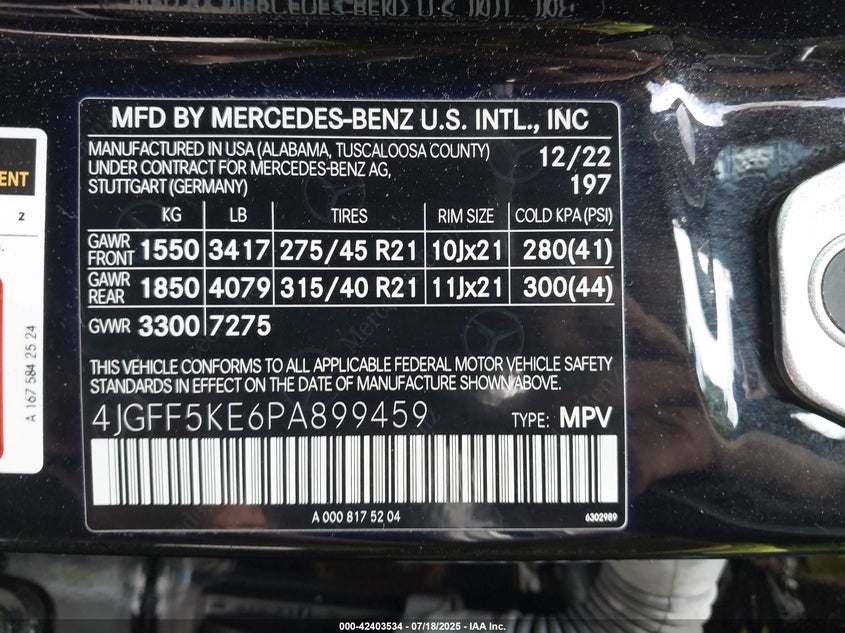 MFD BY MERCEDES-BENZ U.S. INTL., INC
MANUFACTURED IN USA (ALABAMA, TUSCALOOSA COUNTY)
UNDER CONTRACT FOR MERCEDES-BENZ AG,
STUTTGART (GERMANY)
12/22
197
KG LB TIRES RIM SIZE COLD KPA (PSI)
GAWR FRONT 1550 3417 275/45 R21 10Jx21 280(41)
GAWR REAR 1850 4079 315/40 R21 11Jx21 300(44)
GVWR 3300 7275
THIS VEHICLE CONFORMS TO ALL APPLICABLE FEDERAL MOTOR VEHICLE SAFETY
STANDARDS IN EFFECT ON THE DATE OF MANUFACTURE SHOWN ABOVE.
4JGFF5KE6PA899459 TYPE: MPV
A 000 817 52 04
6302989
ENT
2
A 167 584 25 24
000-42403534 - 07/18/2025 - IAA Inc.